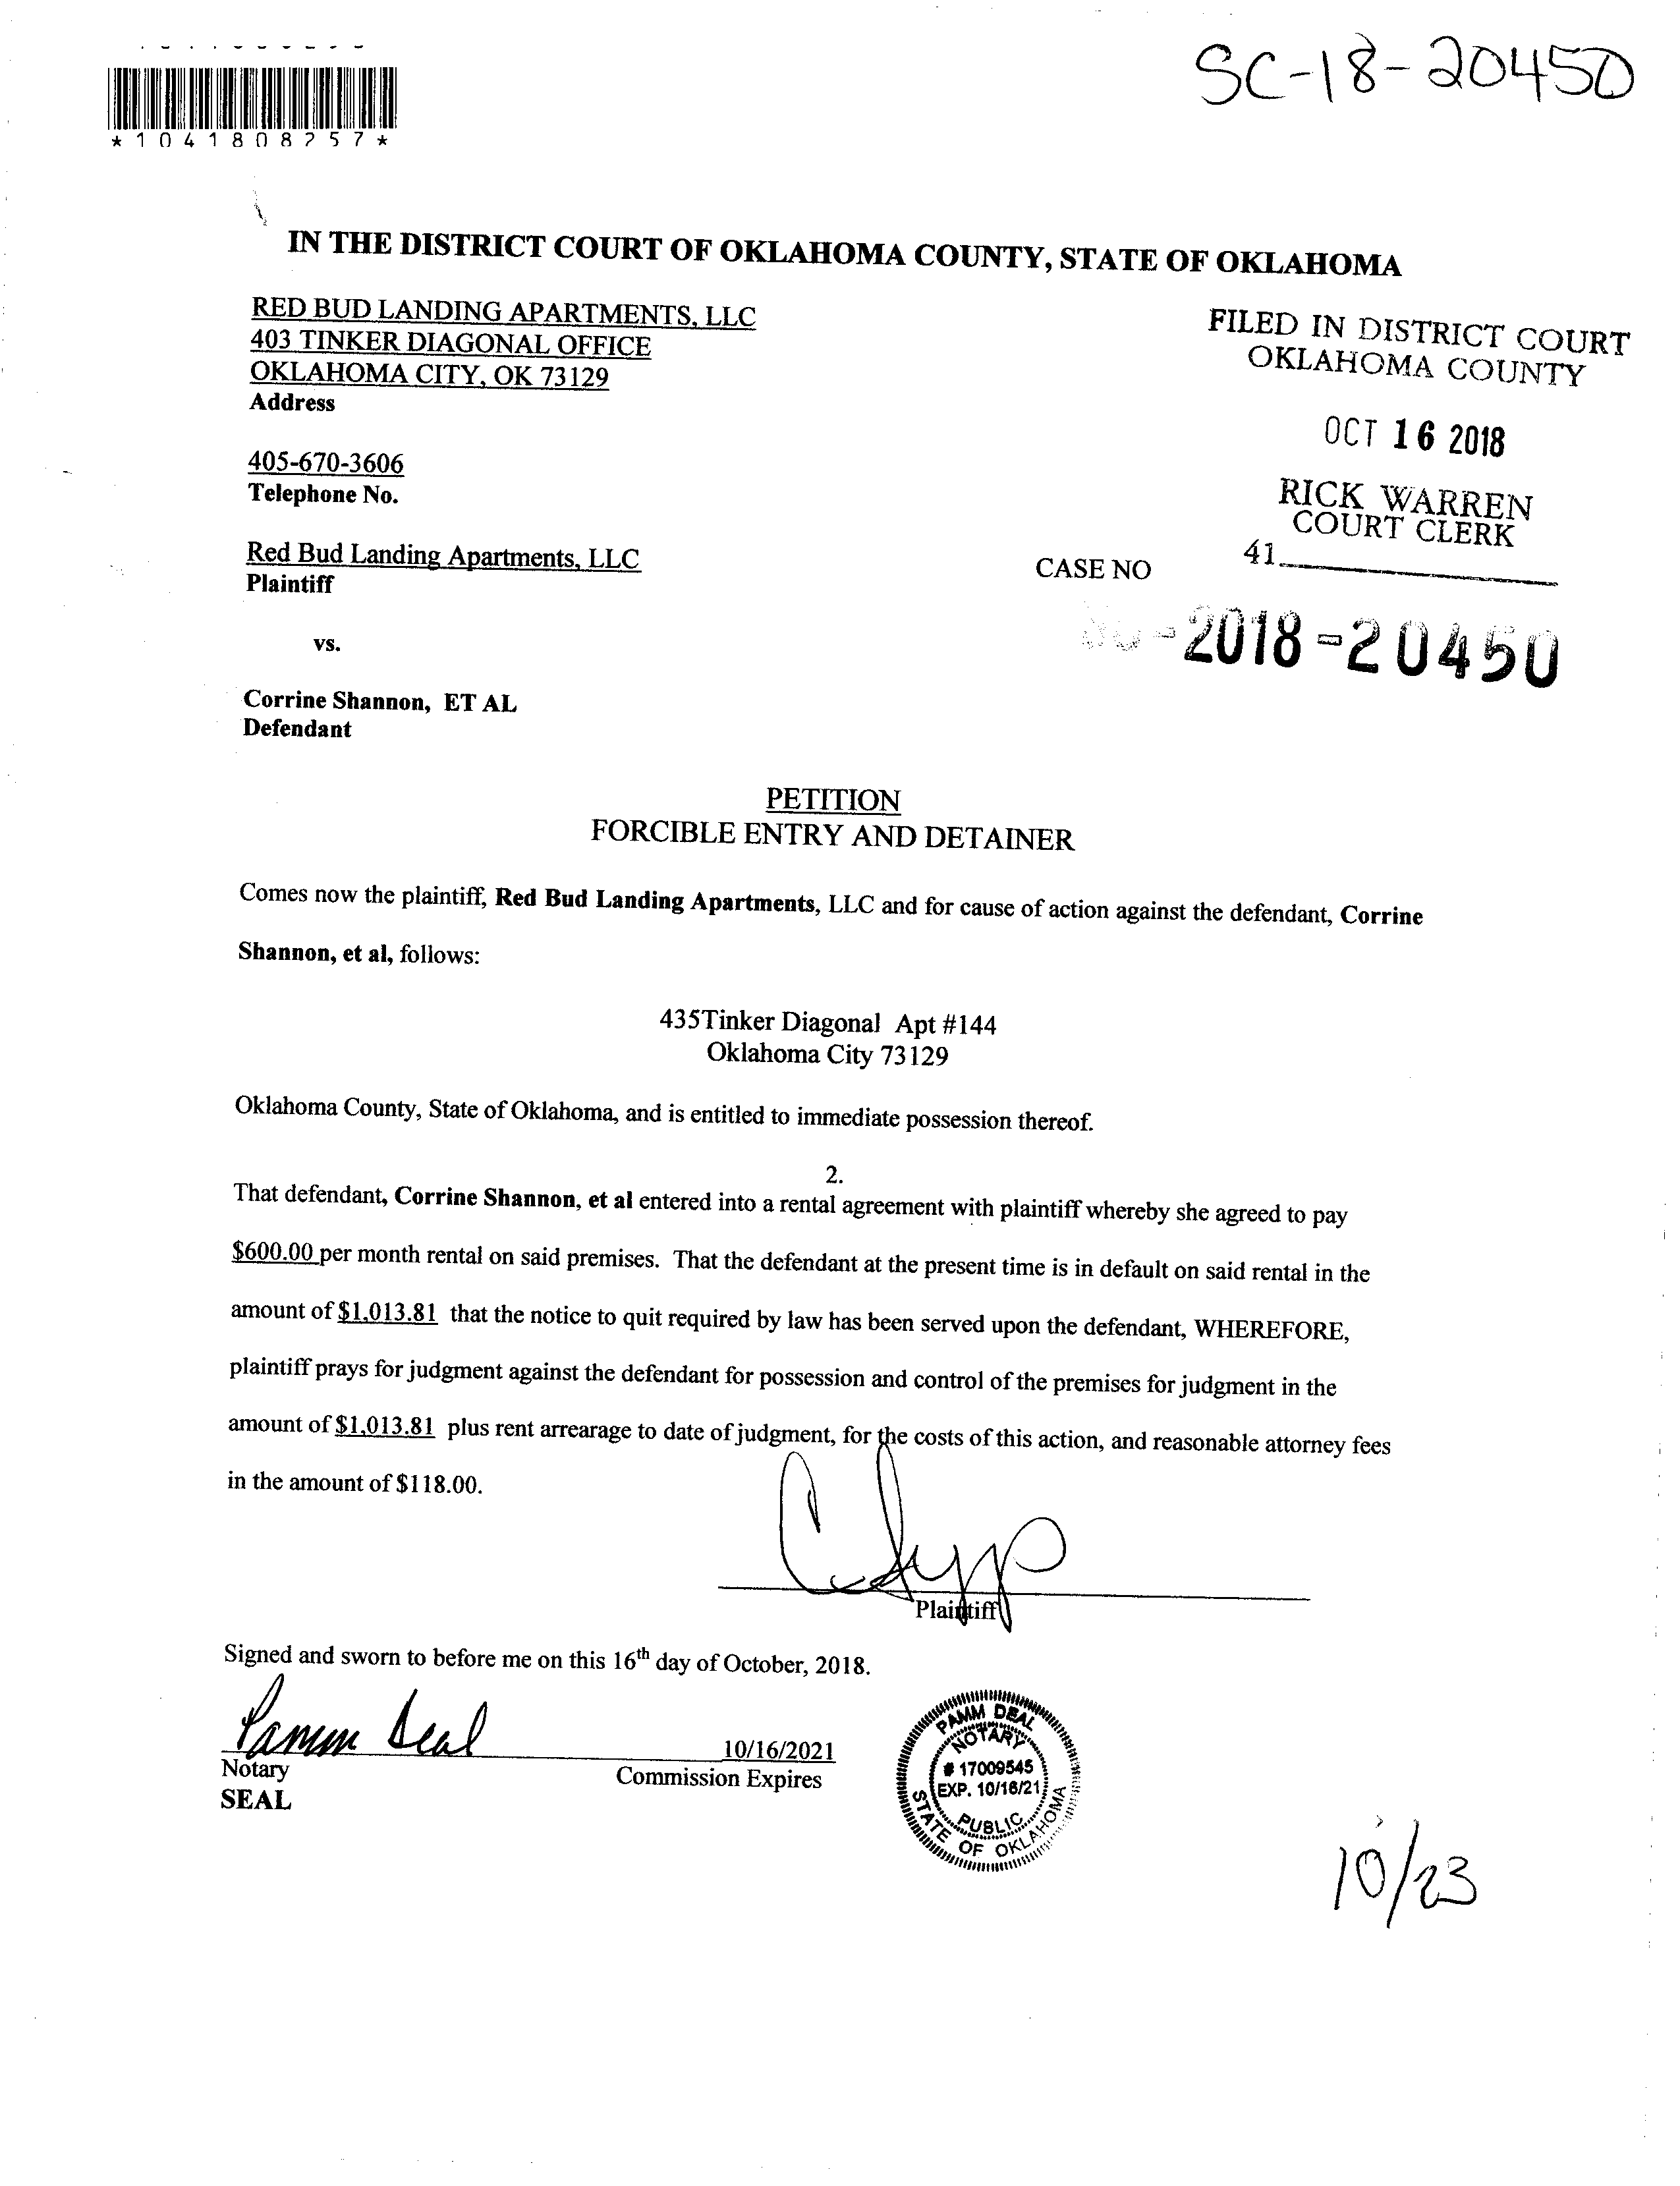 SC-18-20450
*1041808257*
IN THE DISTRICT COURT OF OKLAHOMA COUNTY, STATE OF OKLAHOMA
RED BUD LANDING APARTMENTS, LLC
403 TINKER DIAGONAL OFFICE
OKLAHOMA CITY, OK 73129
Address
FILED IN DISTRICT COURT
OKLAHOMA COUNTY
OCT 16 2018
RICK WARREN
COURT CLERK
41
405-670-3606
Telephone No.
Red Bud Landing Apartments, LLC
Plaintiff
CASE NO
-2018-20450
vs.
Corrine Shannon, ET AL
Defendant
PETITION
FORCIBLE ENTRY AND DETAINER
Comes now the plaintiff, Red Bud Landing Apartments, LLC and for cause of action against the defendant, Corrine
Shannon, et al, follows:
435Tinker Diagonal Apt #144
Oklahoma City 73129
Oklahoma County, State of Oklahoma, and is entitled to immediate possession thereof.
2.
That defendant, Corrine Shannon, et al entered into a rental agreement with plaintiff whereby she agreed to pay
$600.00 per month rental on said premises. That the defendant at the present time is in default on said rental in the
amount of $1,013.81 that the notice to quit required by law has been served upon the defendant, WHEREFORE,
plaintiff prays for judgment against the defendant for possession and control of the premises for judgment in the
amount of $1,013.81 plus rent arrearage to date of judgment, for the costs of this action, and reasonable attorney fees
in the amount of $118.00.
Plaintiff
Signed and sworn to before me on this 16th day of October, 2018.
Pamm Deal
10/16/2021
Notary
Commission Expires
SEAL
PAMM DEAL
NOTARY
# 17009545
EXP. 10/16/21
PUBLIC
STATE OF OKLAHOMA
10/23